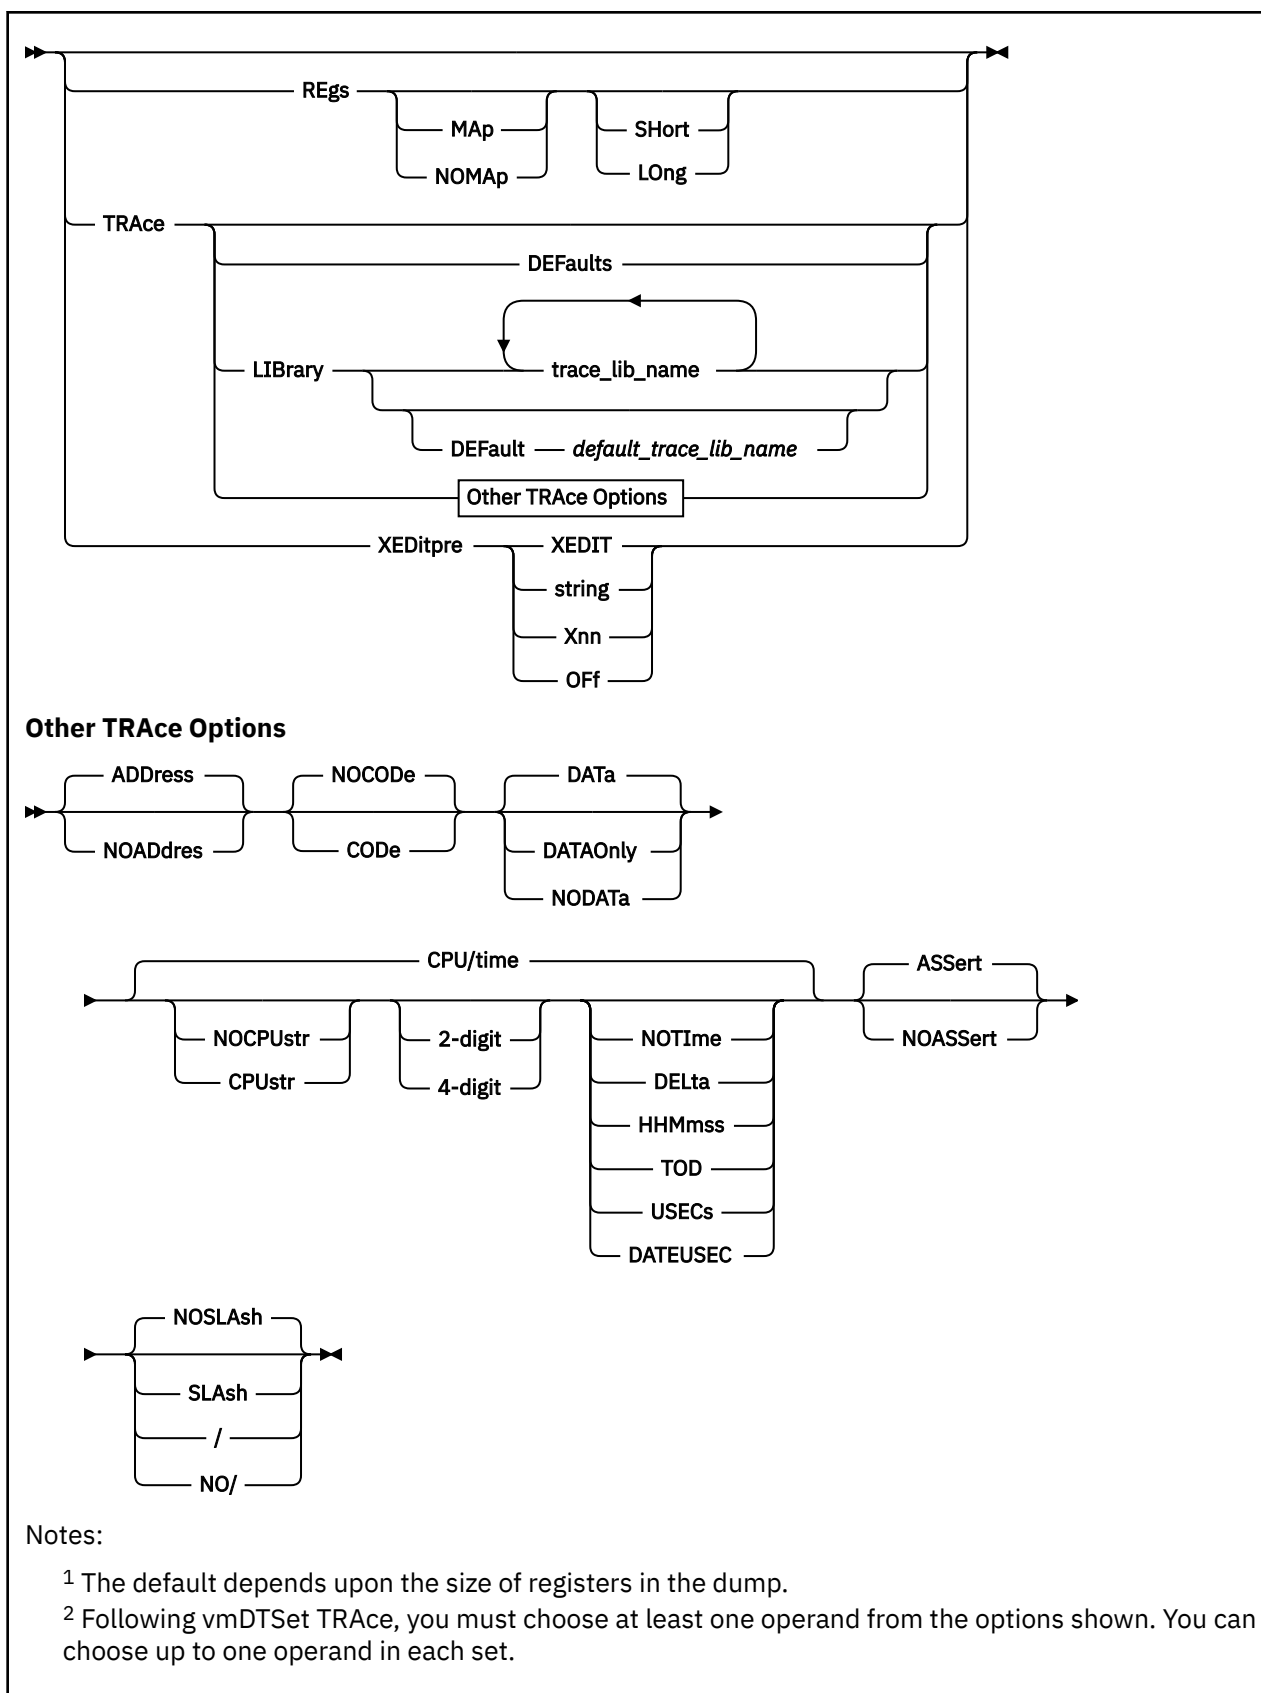 REgs
MAp
SHort
NOMAp
LOng
TRAce
DEFaults
LIBrary trace_lib_name
DEFault default_trace_lib_name
Other TRAce Options
XEDitpre XEDIT
string
Xnn
OFf
Other TRAce Options
ADDress NOCODe DATa
NOADdres CODe DATAOnly
NODATa
CPU/time ASSert
NOCPUstr 2-digit NOTIme NOASSert
CPUstr 4-digit DELta
HHMmss
TOD
USECs
DATEUSEC
NOSLAsh
SLAsh
/
NO/
Notes:
1 The default depends upon the size of registers in the dump.
2 Following vmDTSet TRAce, you must choose at least one operand from the options shown. You can
choose up to one operand in each set.